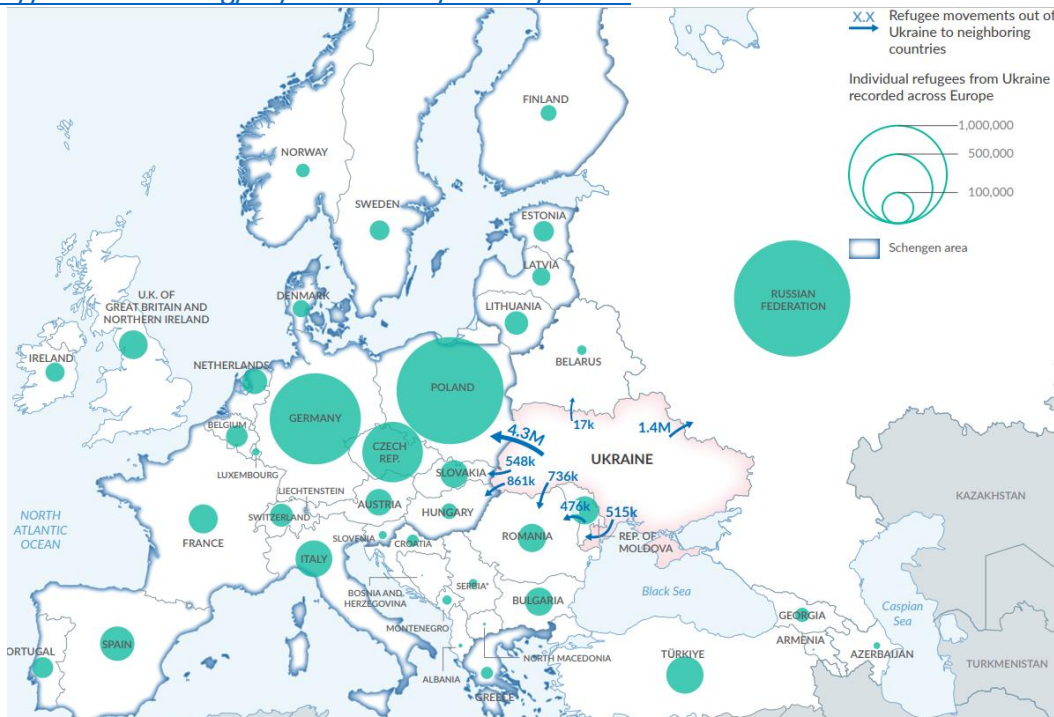 X.X Refugee movements out of
Ukraine to neighboring
countries
Individual refugees from Ukraine
recorded across Europe
1,000,000
500,000
100,000
Schengen area
FINLAND
NORWAY
SWEDEN
ESTONIA
LATVIA
LITHUANIA
DENMARK
U.K. OF
GREAT BRITAIN AND
NORTHERN IRELAND
IRELAND
NETHERLANDS
RUSSIAN
FEDERATION
BELARUS
POLAND
GERMANY
BELGIUM
CZECH
REP.
LUXEMBOURG
17k
1.4M
4.3M
UKRAINE
548k
SLOVAKIA
861k
736k
LIECHTENSTEIN
AUSTRIA
HUNGARY
476k
515k
KAZAKHSTAN
NORTH
ATLANTIC
OCEAN
FRANCE
SWITZERLAND
SLOVENIA
CROATIA
ROMANIA
REP. OF
MOLDOVA
ITALY
BOSNIA AND
HERZEGOVINA
SERBIA*
BULGARIA
Black Sea
Caspian
Sea
MONTENEGRO
GEORGIA
ARMENIA
AZERBAIJAN
TURKMENISTAN
SPAIN
ORTUGAL
NORTH MACEDONIA
ALBANIA
GREECE
TÜRKIYE